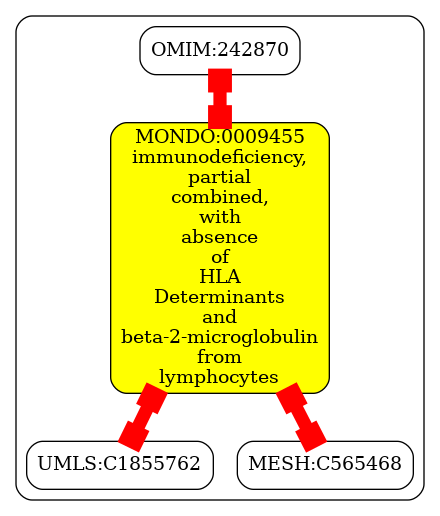 OMIM:242870
MONDO:0009455
immunodeficiency,
partial
combined,
with
absence
of
HLA
Determinants
and
beta-2-microglobulin
from
lymphocytes
UMLS:C1855762
MESH:C565468